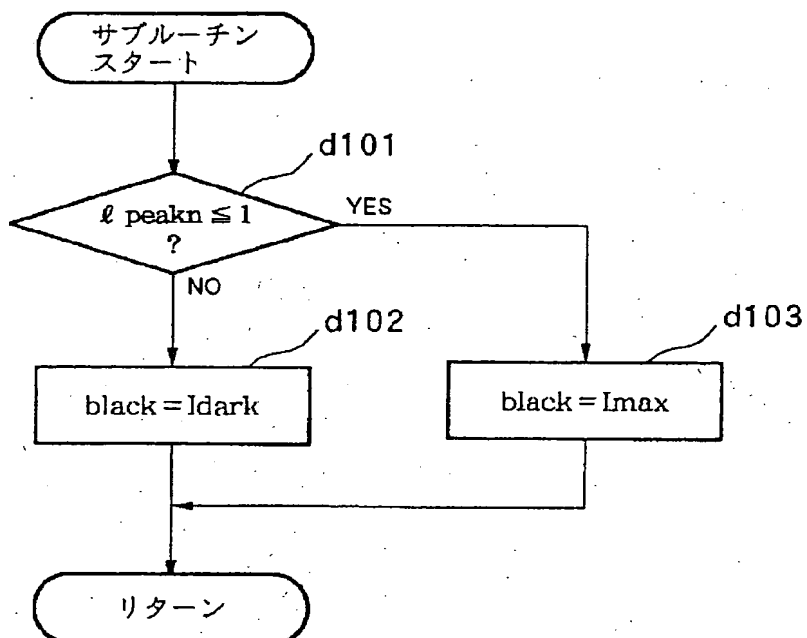 サブルーチン
スタート
d101
ℓ peakn ≦ 1
?
YES
NO
d102
black = Idark
d103
black = Imax
リターン